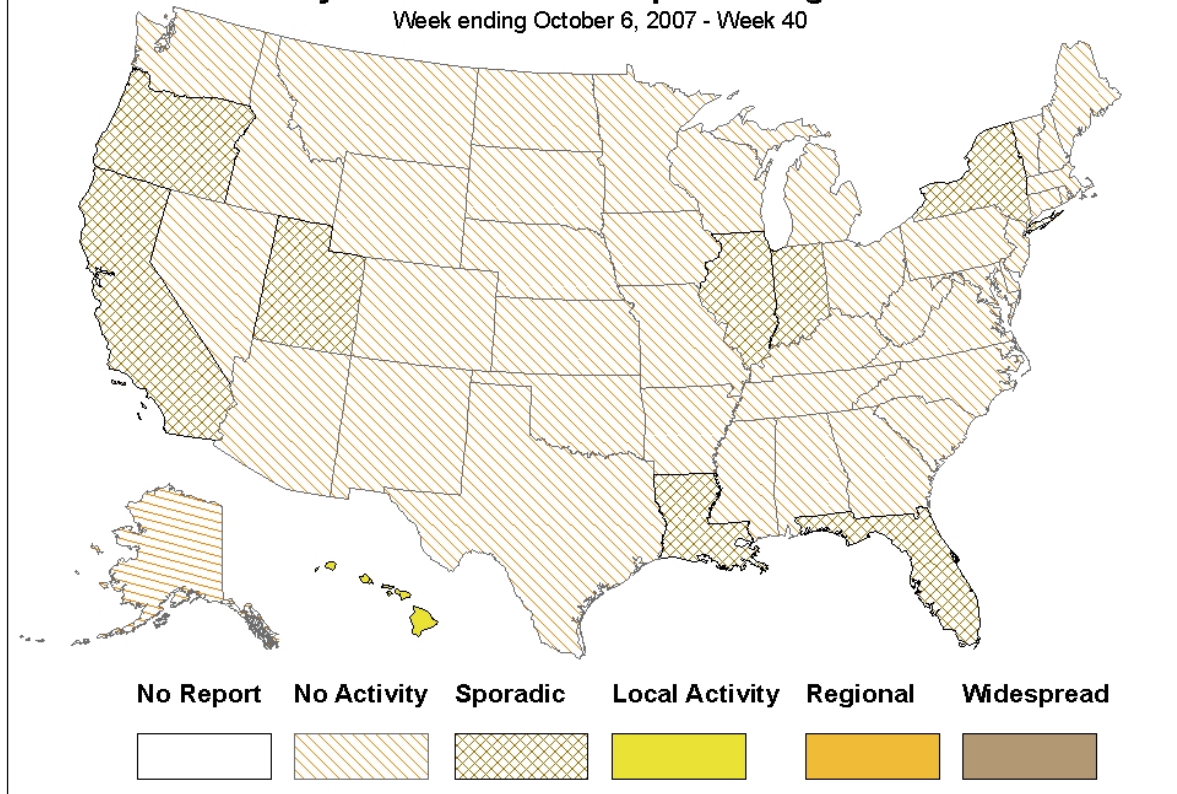 Week ending October 6, 2007 - Week 40
No Report No Activity Sporadic Local Activity Regional Widespread